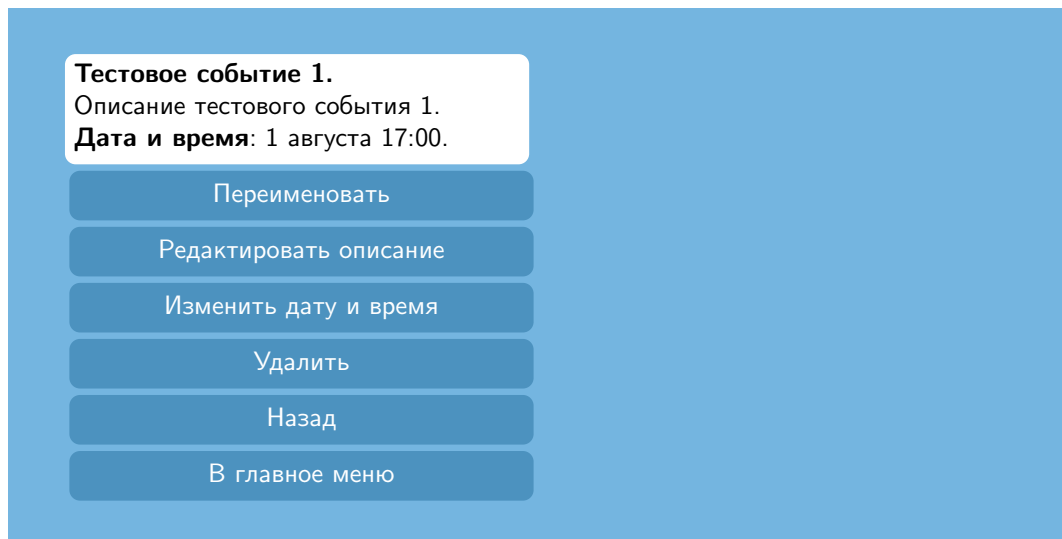 Тестовое событие 1.
Описание тестового события 1.
Дата и время: 1 августа 17:00.
Переименовать
Редактировать описание
Изменить дату и время
Удалить
Назад
В главное меню